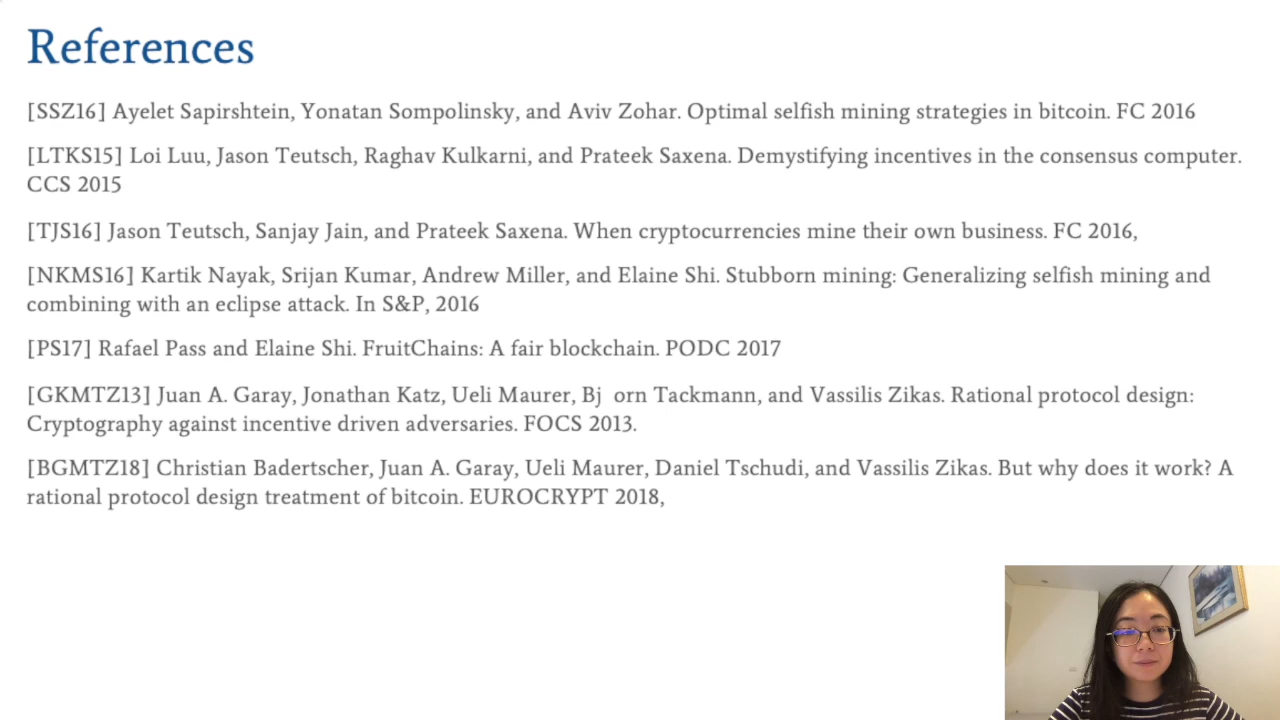 References
[SSZ16] Ayelet Sapirshtein, Yonatan Sompolinsky, and Aviv Zohar. Optimal selfish mining strategies in bitcoin. FC 2016
[LTKS15] Loi Luu, Jason Teutsch, Raghav Kulkarni, and Prateek Saxena. Demystifying incentives in the consensus computer.
CCS 2015
[TJS16] Jason Teutsch, Sanjay Jain, and Prateek Saxena. When cryptocurrencies mine their own business. FC 2016,
[NKMS16] Kartik Nayak, Srijan Kumar, Andrew Miller, and Elaine Shi. Stubborn mining: Generalizing selfish mining and
combining with an eclipse attack. In S&P, 2016
[PS17] Rafael Pass and Elaine Shi. FruitChains: A fair blockchain. PODC 2017
[GKMTZ13] Juan A. Garay, Jonathan Katz, Ueli Maurer, Bj orn Tackmann, and Vassilis Zikas. Rational protocol design:
Cryptography against incentive driven adversaries. FOCS 2013.
[BGMTZ18] Christian Badertscher, Juan A. Garay, Ueli Maurer, Daniel Tschudi, and Vassilis Zikas. But why does it work? A
rational protocol design treatment of bitcoin. EUROCRYPT 2018,